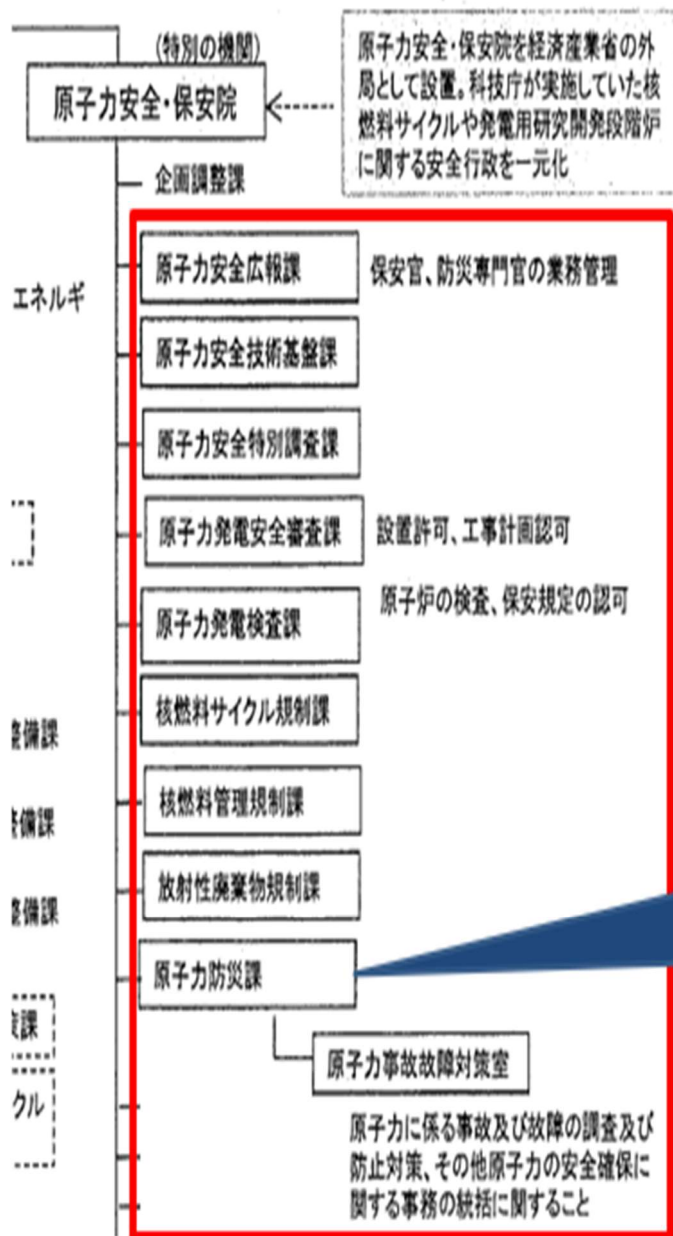 (特別の機関)
原子力安全・保安院
原子力安全・保安院を経済産業省の外
局として設置。科技庁が実施していた核
燃料サイクルや発電用研究開発段階炉
に関する安全行政を一元化
企画調整課
エネルギ
原子力安全広報課
保安官、防災専門官の業務管理
原子力安全技術基盤課
原子力安全特別調査課
原子力発電安全審査課
設置許可、工事計画認可
原子力発電検査課
原子炉の検査、保安規定の認可
核燃料サイクル規制課
整備課
核燃料管理規制課
整備課
放射性廃棄物規制課
整備課
原子力防災課
課
原子力事故故障対策室
クル
原子力に係る事故及び故障の調査及び
防止対策、その他原子力の安全確保に
関する事務の統括に関すること